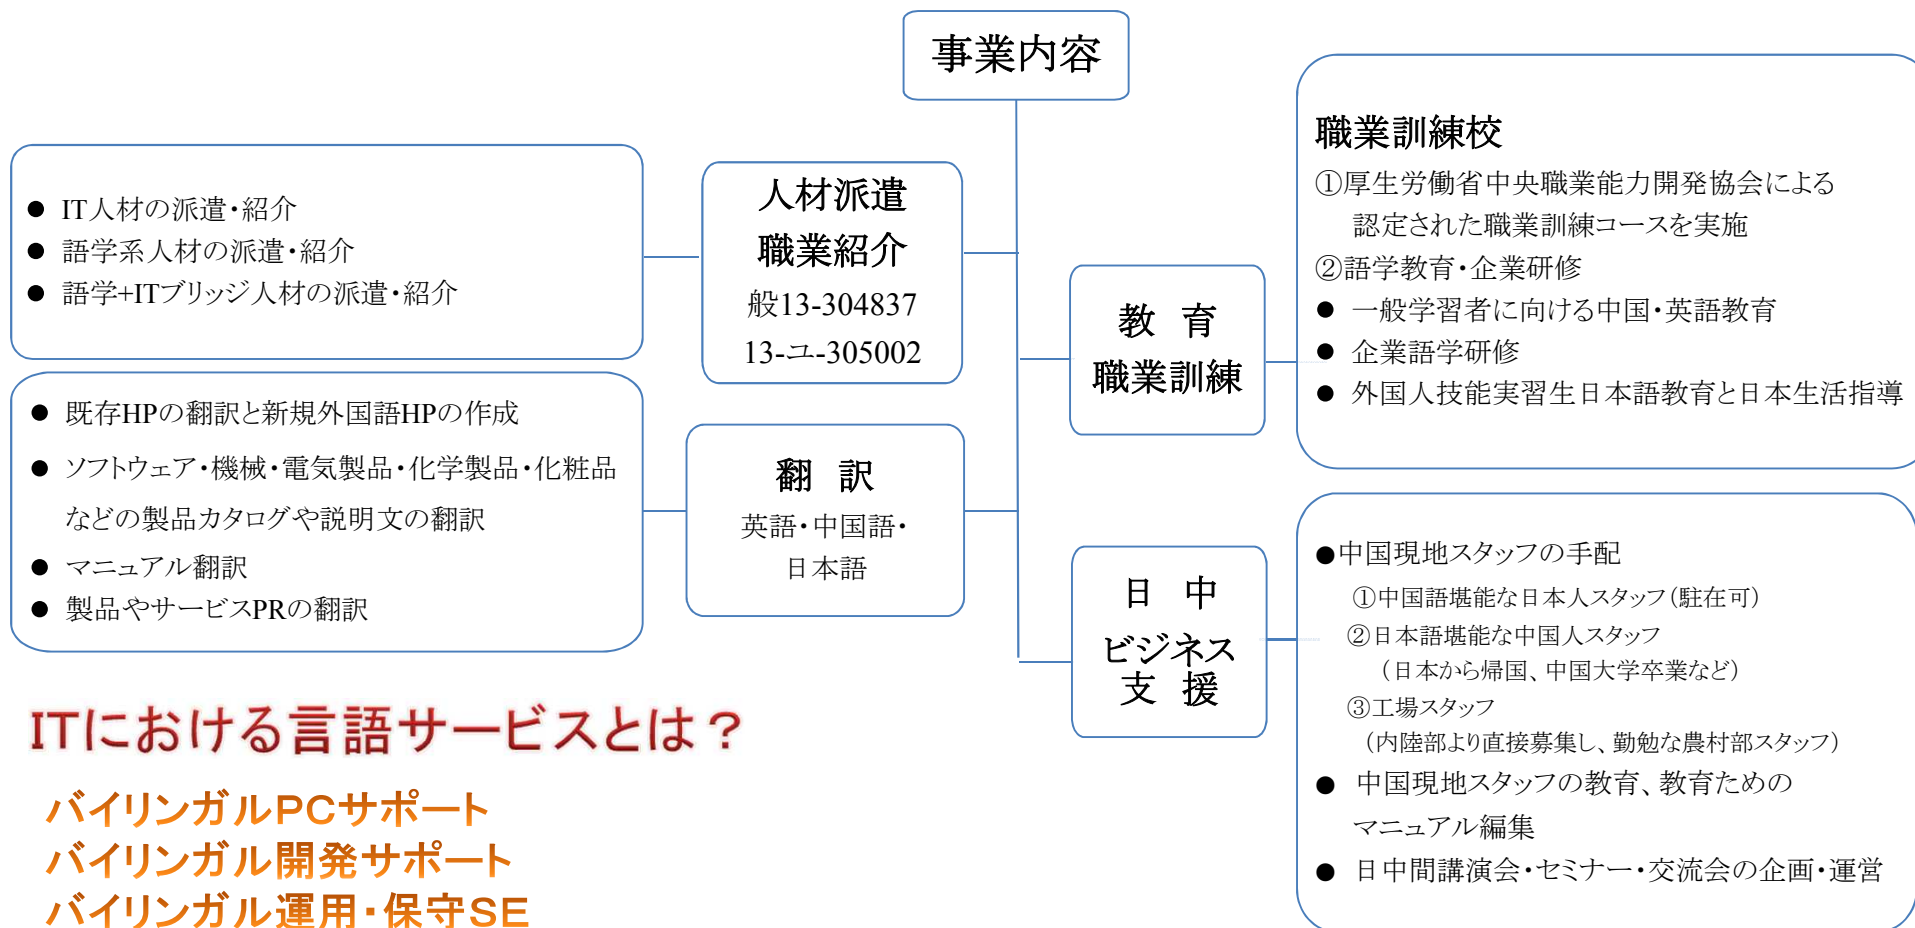 事業内容
● IT人材の派遣・紹介
● 語学系人材の派遣・紹介
● 語学+ITブリッジ人材の派遣・紹介
人材派遣
職業紹介
般13-304837
13-ユ-305002
● 既存HPの翻訳と新規外国語HPの作成
● ソフトウェア・機械・電気製品・化学製品・化粧品
などの製品カタログや説明文の翻訳
● マニュアル翻訳
● 製品やサービスPRの翻訳
翻 訳
英語・中国語・
日本語
教 育
職業訓練
職業訓練校
①厚生労働省中央職業能力開発協会による
認定された職業訓練コースを実施
②語学教育・企業研修
● 一般学習者に向ける中国・英語教育
● 企業語学研修
● 外国人技能実習生日本語教育と日本生活指導
日 中
ビジネス
支 援
●中国現地スタッフの手配
①中国語堪能な日本人スタッフ（駐在可）
②日本語堪能な中国人スタッフ
（日本から帰国、中国大学卒業など）
③工場スタッフ
（内陸部より直接募集し、勤勉な農村部スタッフ）
● 中国現地スタッフの教育、教育ための
マニュアル編集
● 日中間講演会・セミナー・交流会の企画・運営
ITにおける言語サービスとは？
バイリンガルPCサポート
バイリンガル開発サポート
バイリンガル運用・保守SE